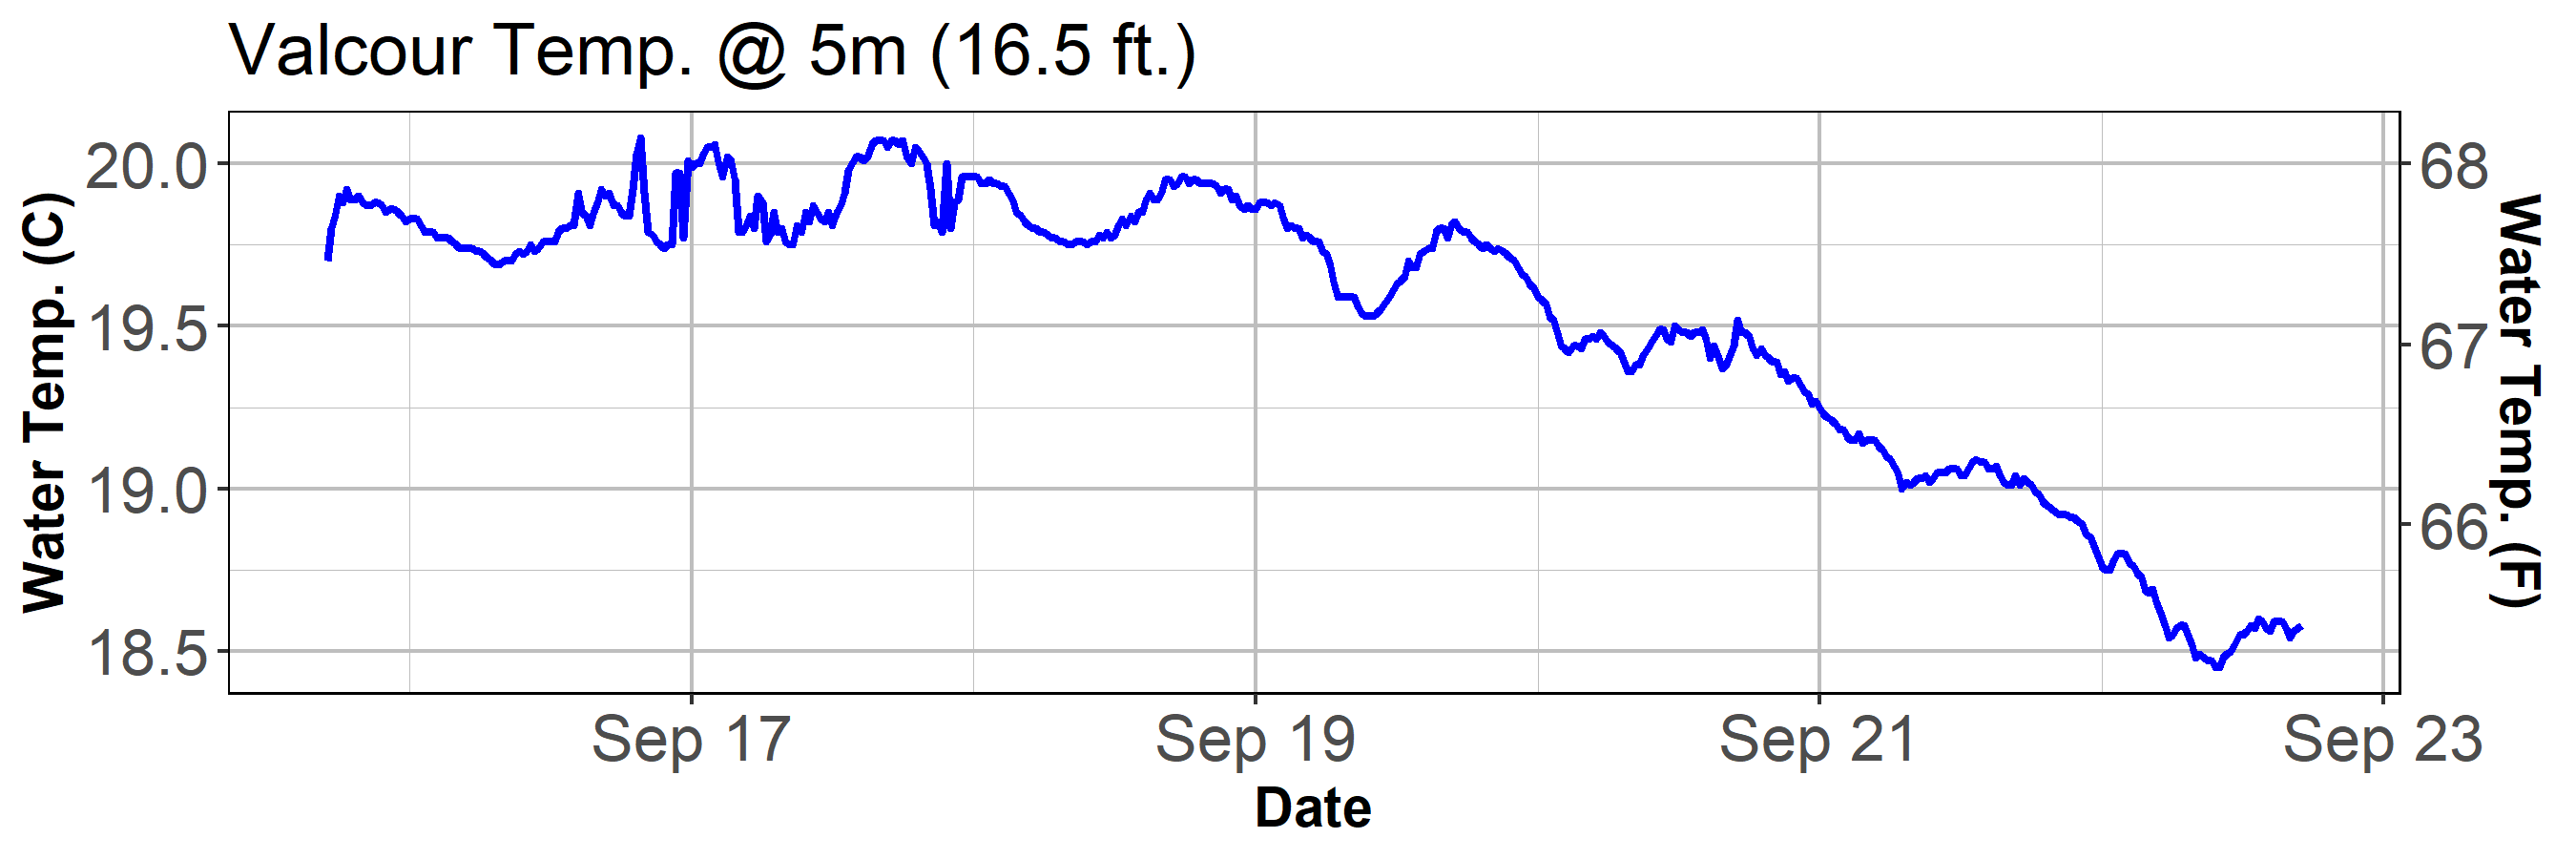 Valcour Temp. @ 5m (16.5 ft.)
Water Temp. (C)
20.0
19.5
19.0
18.5
68
67
66
Water Temp. (F)
Sep 17
Sep 19
Sep 21
Sep 23
Date